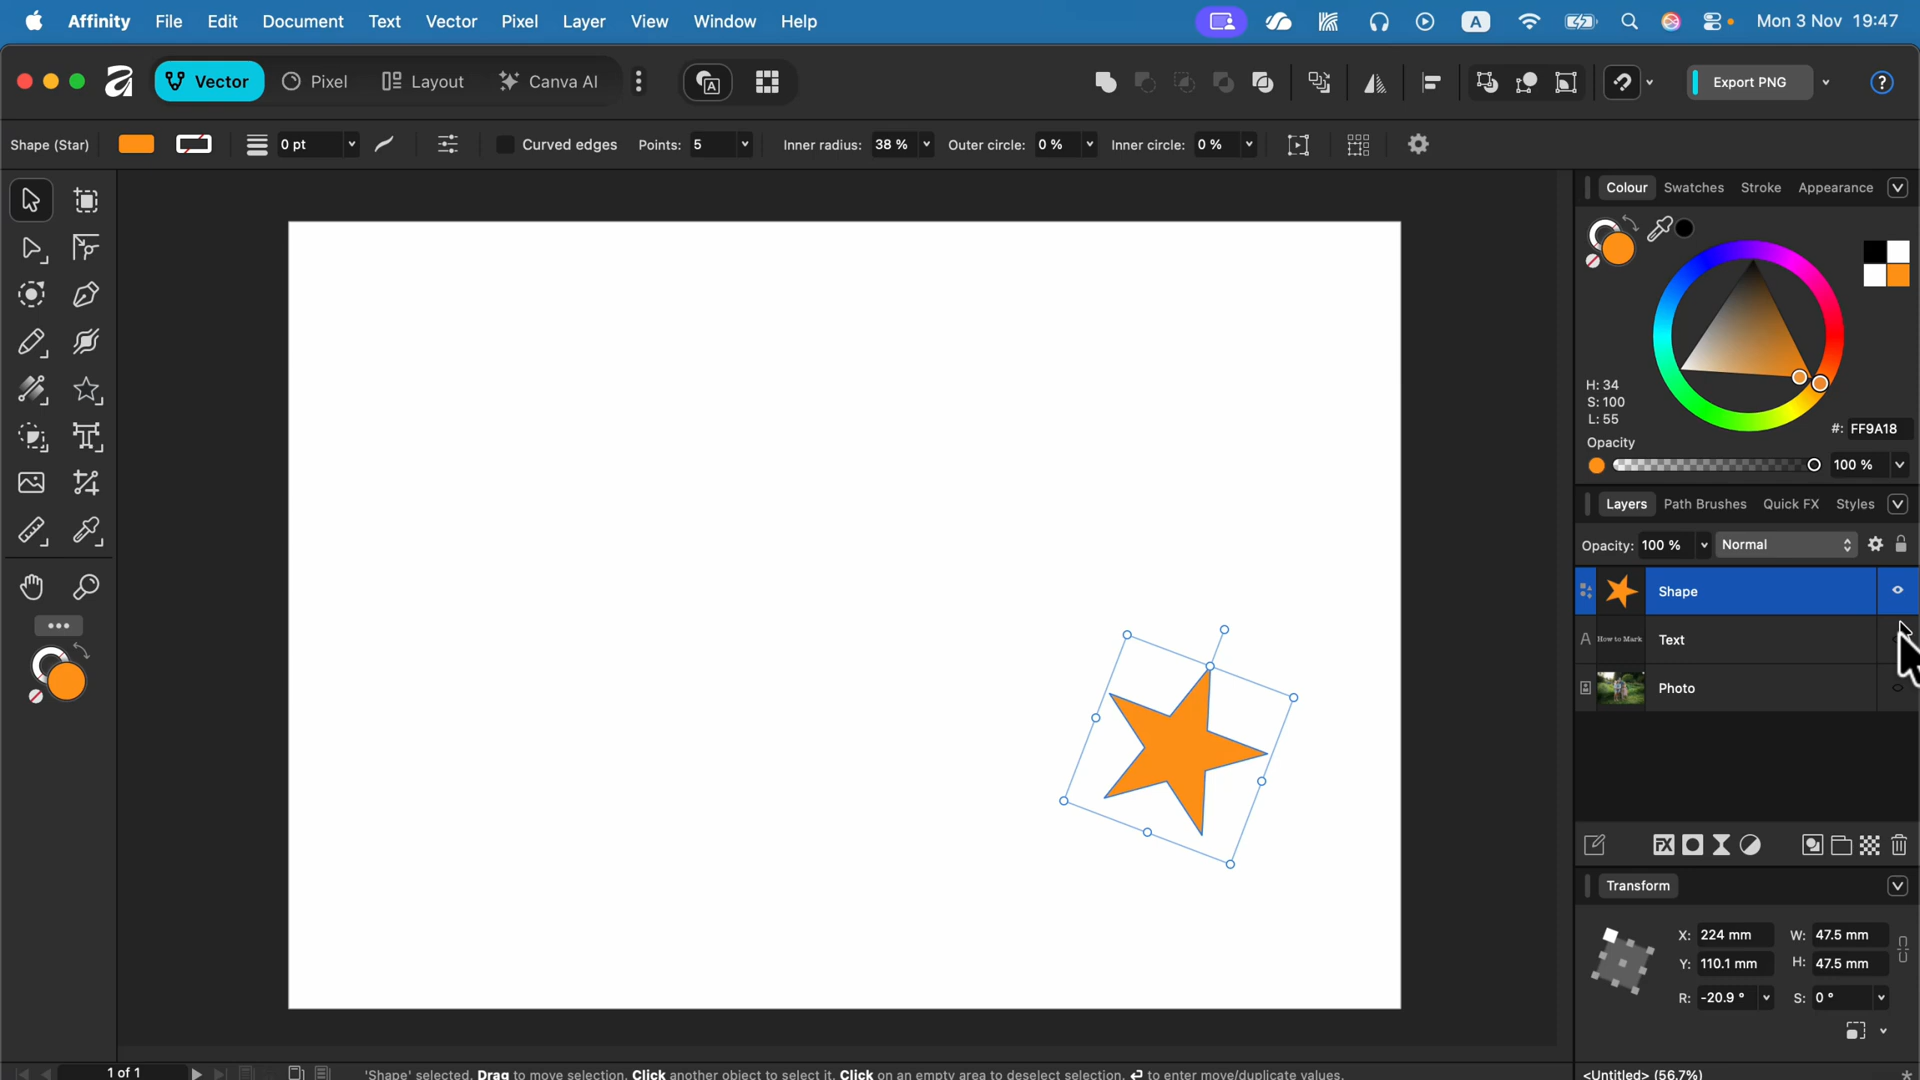 Affinity File Edit Document Text Vector Pixel Layer View Window Help A Mon 3 Nov 19:47
Vector Pixel Layout Canva AI Export PNG ?
Shape (Star) 0 pt Curved edges Points: 5 Inner radius: 38 % Outer circle: 0 % Inner circle: 0 %
Colour Swatches Stroke Appearance
H: 34
S: 100
L: 55
#: FF9A18
Opacity
100 %
Layers Path Brushes Quick FX Styles
Opacity: 100 % Normal
Shape
A How to Mark Text
Photo
FX
Transform
X: 224 mm W: 47.5 mm
Y: 110.1 mm H: 47.5 mm
R: -20.9 ° S: 0 °
1 of 1 'Shape' selected. Drag to move selection. Click another object to select it. Click on an empty area to deselect selection. ↵ to enter move/duplicate values. <Untitled> (56.7%)